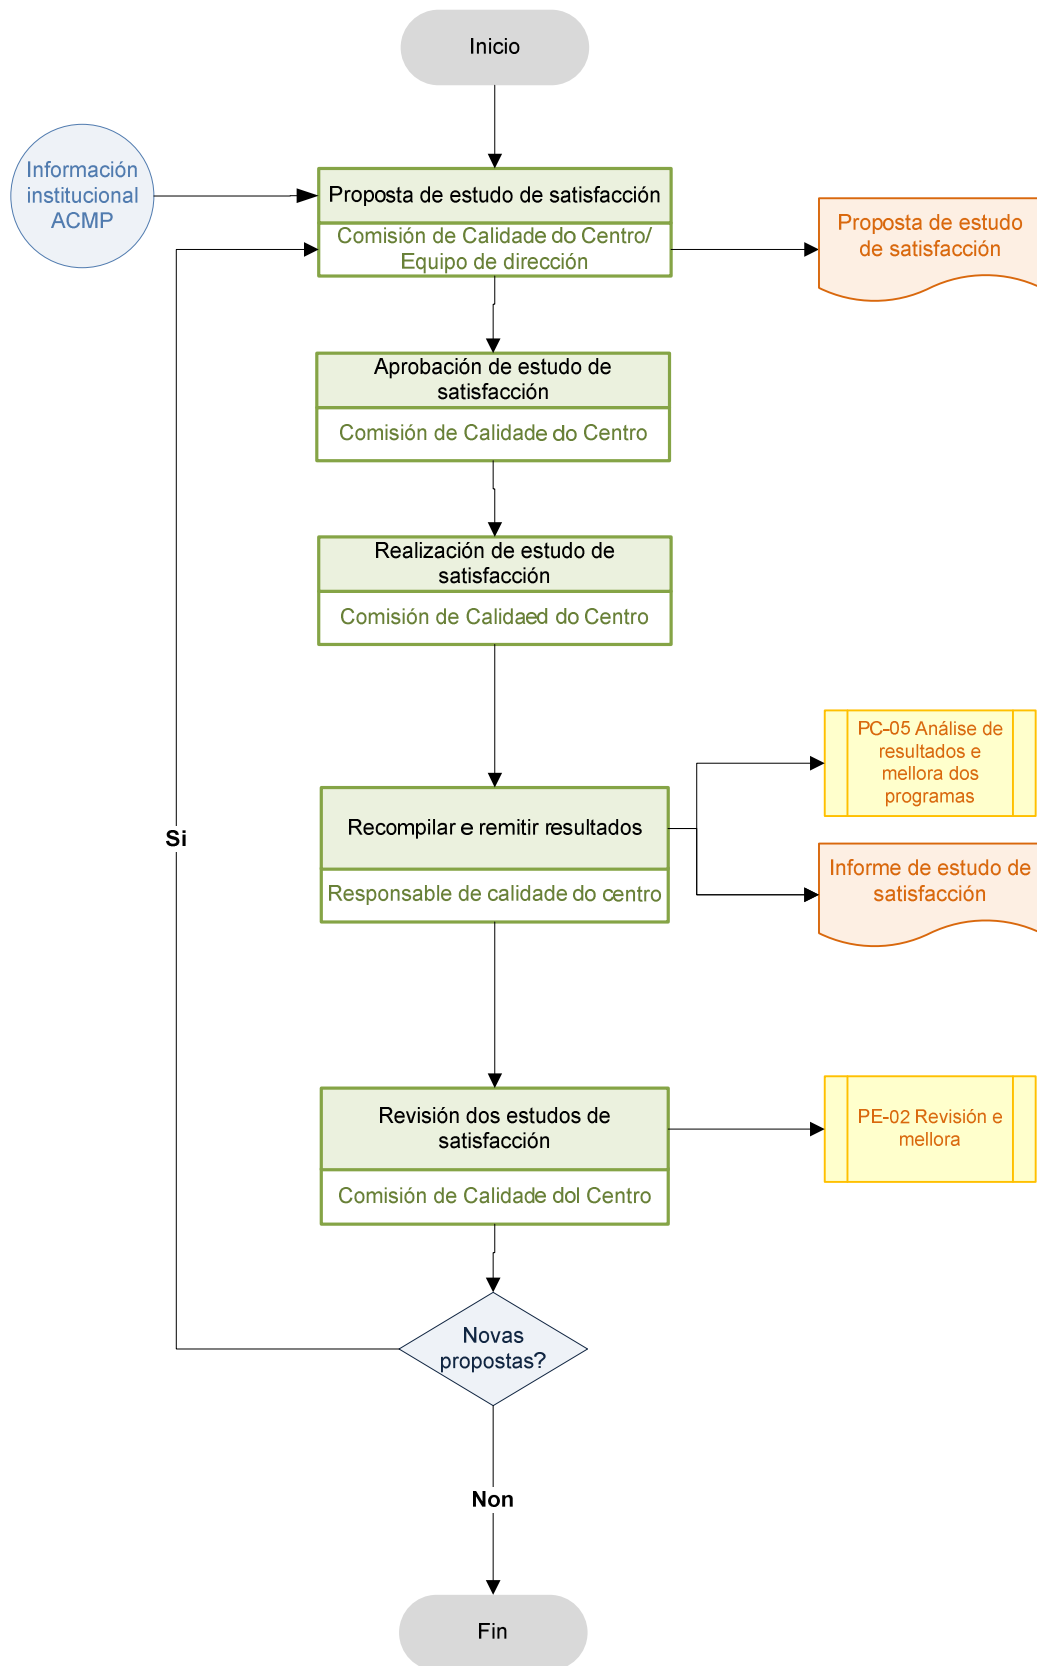 Inicio
Información
institucional
ACMP
Proposta de estudo de satisfacción
Comisión de Calidade do Centro/
Equipo de dirección
Proposta de estudo
de satisfacción
Aprobación de estudo de
satisfacción
Comisión de Calidade do Centro
Realización de estudo de
satisfacción
Comisión de Calidaed do Centro
PC-05 Análise de
resultados e
mellora dos
programas
Recompilar e remitir resultados
Responsable de calidade do centro
Si
Informe de estudo de
satisfacción
Revisión dos estudos de
satisfacción
Comisión de Calidade dol Centro
PE-02 Revisión e
mellora
Novas
propostas?
Non
Fin